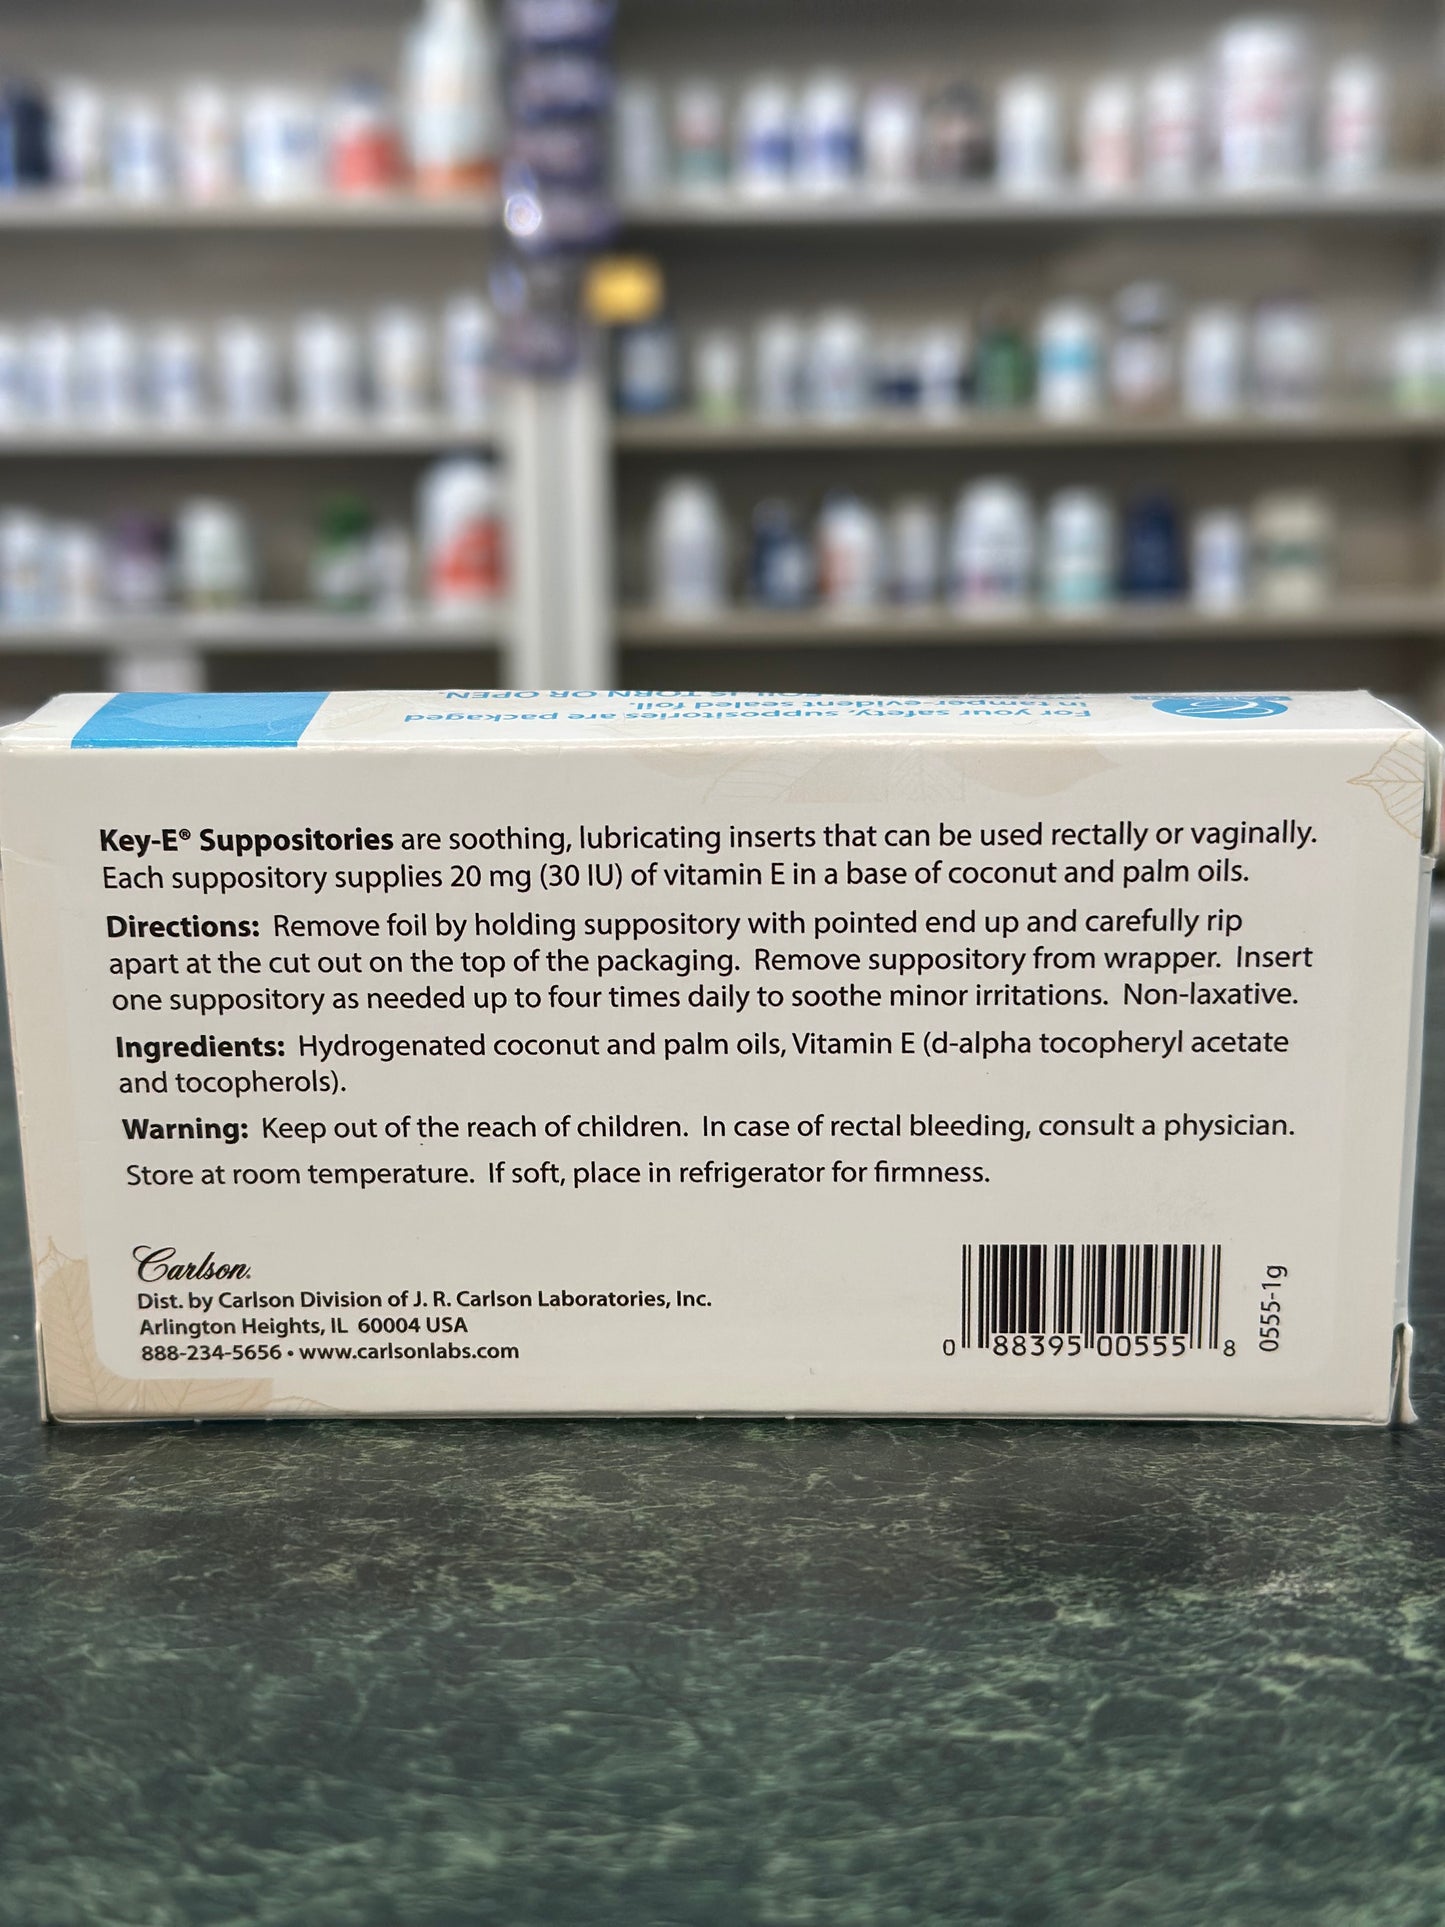 For your safety, suppositories are packaged
in tamper-evident sealed foil.
FOIL IS TORN OR OPEN.
Key-E® Suppositories are soothing, lubricating inserts that can be used rectally or vaginally.
Each suppository supplies 20 mg (30 IU) of vitamin E in a base of coconut and palm oils.
Directions: Remove foil by holding suppository with pointed end up and carefully rip
apart at the cut out on the top of the packaging. Remove suppository from wrapper. Insert
one suppository as needed up to four times daily to soothe minor irritations. Non-laxative.
Ingredients: Hydrogenated coconut and palm oils, Vitamin E (d-alpha tocopheryl acetate
and tocopherols).
Warning: Keep out of the reach of children. In case of rectal bleeding, consult a physician.
Store at room temperature. If soft, place in refrigerator for firmness.
Carlson.
Dist. by Carlson Division of J. R. Carlson Laboratories, Inc.
Arlington Heights, IL 60004 USA
888-234-5656 • www.carlsonlabs.com
0 88395 00555 8
0555-1g